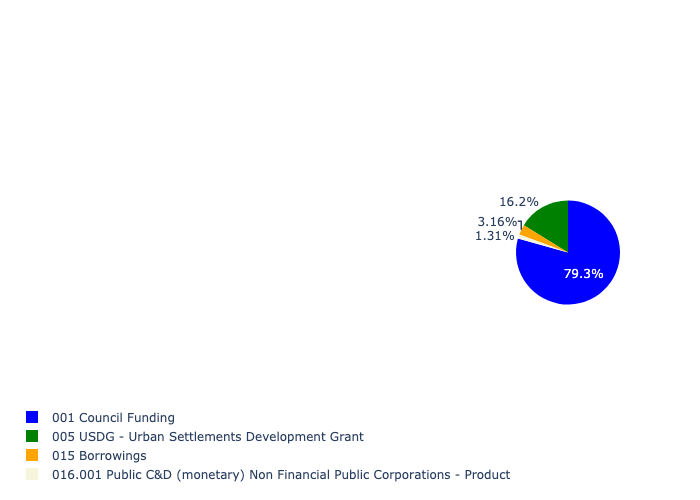 16.2%
3.16%
1.31%
79.3%
001 Council Funding
005 USDG - Urban Settlements Development Grant
015 Borrowings
016.001 Public C&D (monetary) Non Financial Public Corporations - Product